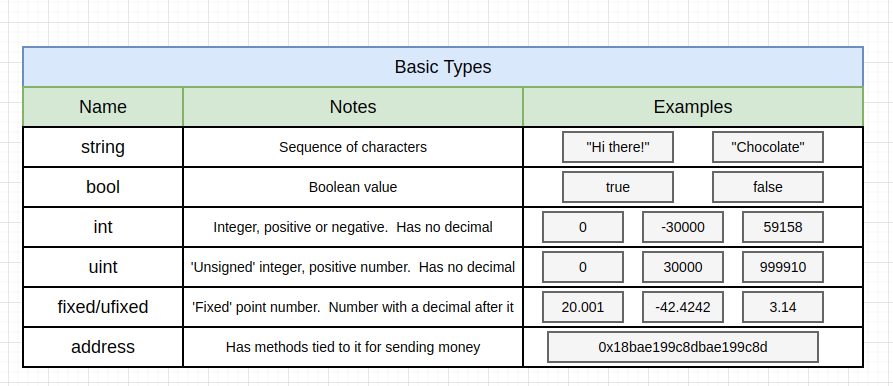 Basic Types
Name Notes Examples
string Sequence of characters "Hi there!" "Chocolate"
bool Boolean value true false
int Integer, positive or negative.  Has no decimal 0 -30000 59158
uint 'Unsigned' integer, positive number.  Has no decimal 0 30000 999910
fixed/ufixed 'Fixed' point number.  Number with a decimal after it 20.001 -42.4242 3.14
address Has methods tied to it for sending money 0x18bae199c8dbae199c8d